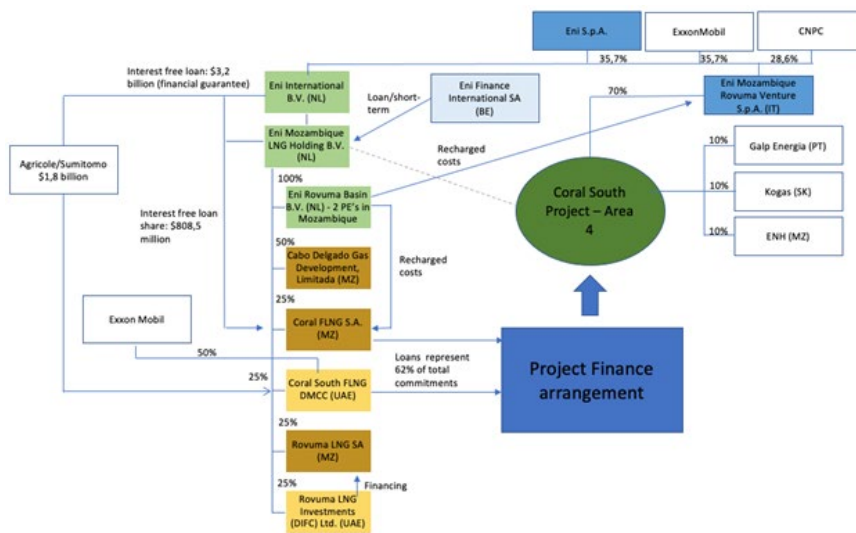 Eni S.p.A.
ExxonMobil
CNPC
35,7%
35,7%
28,6%
Interest free loan: $3,2
billion (financial guarantee)
Eni International
B.V. (NL)
Loan/short-
term
Eni Finance
International SA
(BE)
70%
Eni Mozambique
Rovuma Venture
S.p.A. (IT)
Eni Mozambique
LNG Holding B.V.
(NL)
Recharged
costs
Agricole/Sumitomo
$1,8 billion
10%
Galp Energia (PT)
100%
Eni Rovuma Basin
B.V. (NL) - 2 PE's in
Mozambique
Coral South
Project – Area
4
10%
Kogas (SK)
Interest free loan
share: $808,5
million
10%
ENH (MZ)
50%
Cabo Delgado Gas
Development,
Limitada (MZ)
Recharged
costs
25%
Exxon Mobil
Coral FLNG S.A.
(MZ)
50%
Loans represent
62% of total
commitments
Project Finance
arrangement
25%
Coral South FLNG
DMCC (UAE)
25%
Rovuma LNG SA
(MZ)
25%
Financing
Rovuma LNG
Investments
(DIFC) Ltd. (UAE)